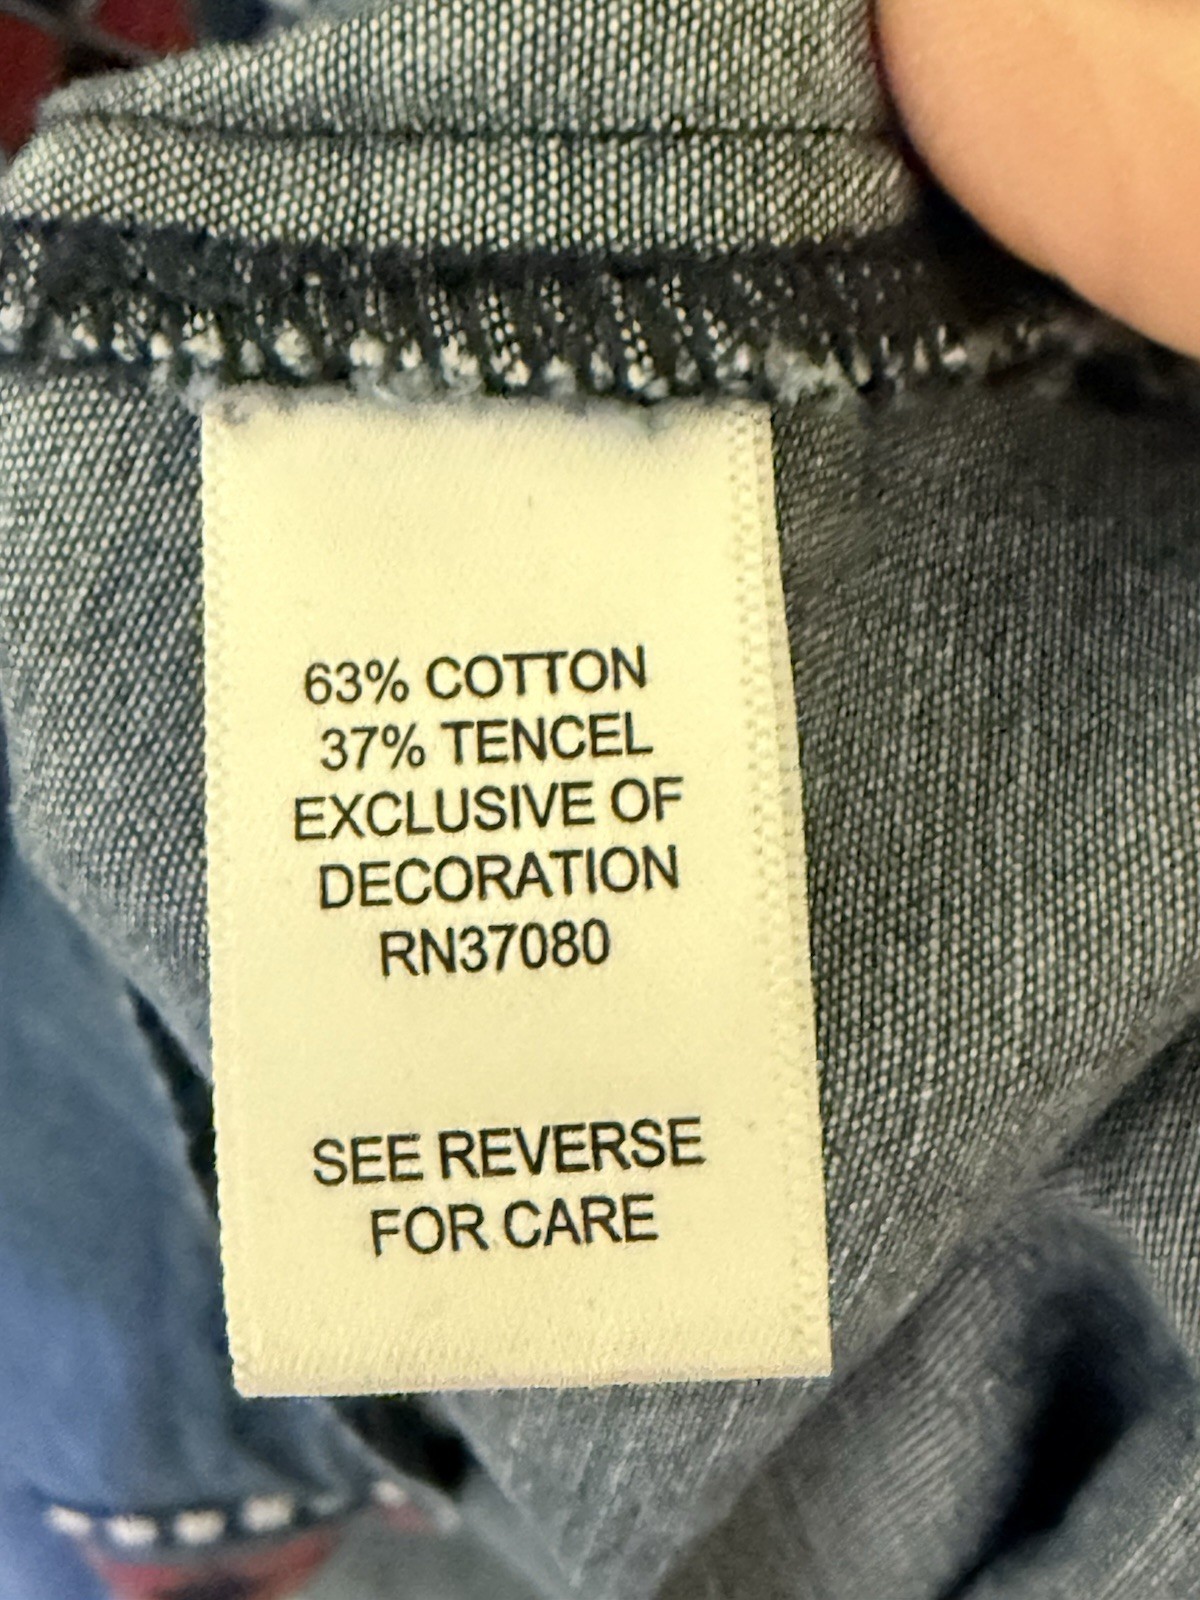 63% COTTON
37% TENCEL
EXCLUSIVE OF
DECORATION
RN37080
SEE REVERSE
FOR CARE